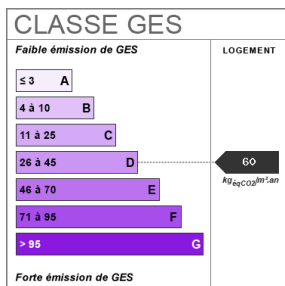 CLASSE GES
Faible émission de GES
LOGEMENT
≤ 3 A
4 à 10 B
11 à 25 C
26 à 45 D
60
kgéqCO2/m².an
46 à 70 E
71 à 95 F
> 95 G
Forte émission de GES